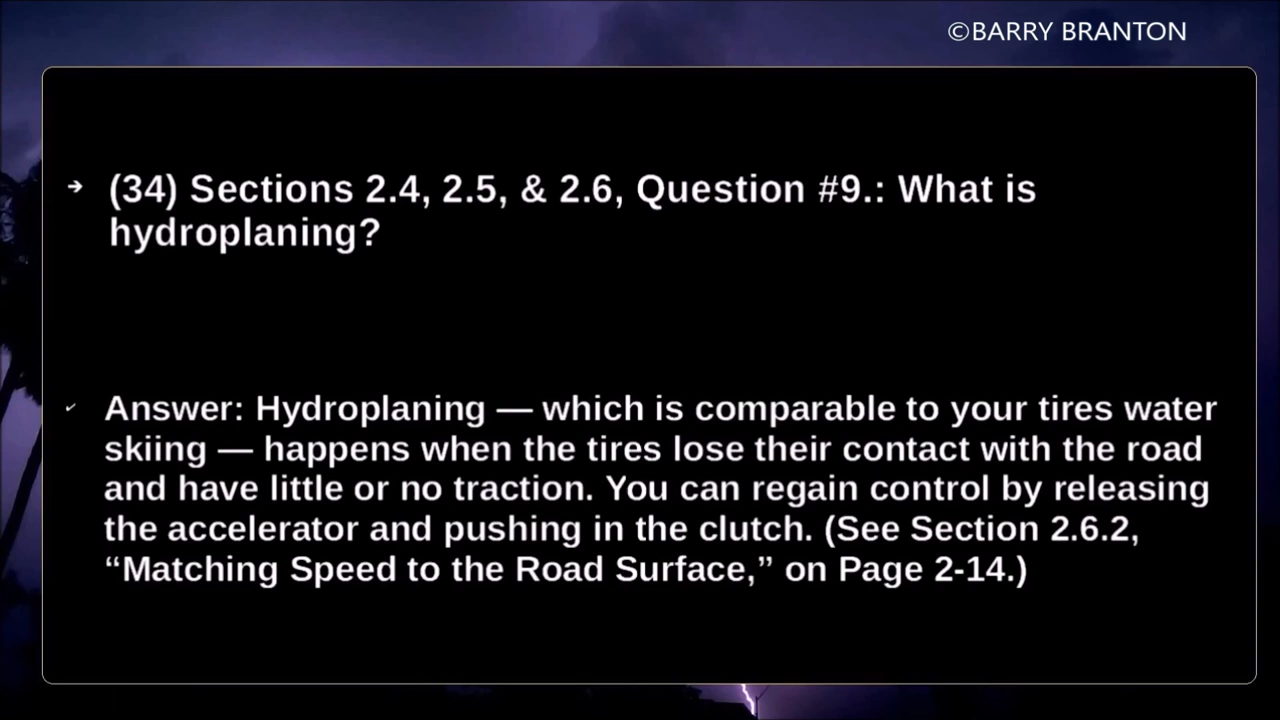 ©BARRY BRANTON
➔ (34) Sections 2.4, 2.5, & 2.6, Question #9.: What is
hydroplaning?
✓ Answer: Hydroplaning — which is comparable to your tires water
skiing — happens when the tires lose their contact with the road
and have little or no traction. You can regain control by releasing
the accelerator and pushing in the clutch. (See Section 2.6.2,
“Matching Speed to the Road Surface,” on Page 2-14.)